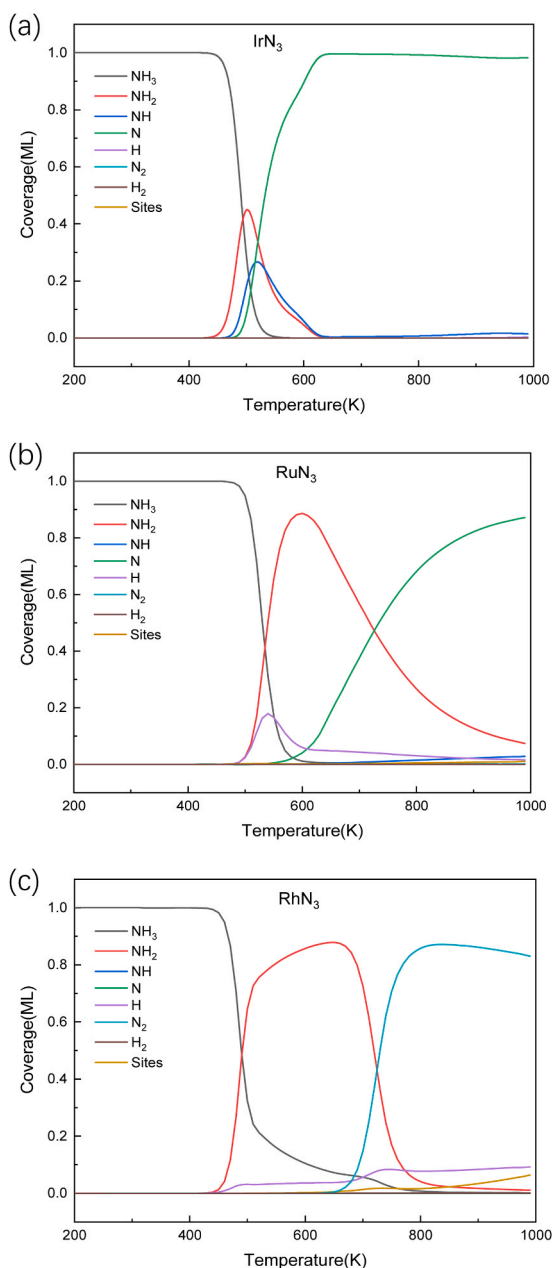 (a)
IrN₃
NH₃
NH₂
NH
N
H
N₂
H₂
Sites
Coverage(ML)
1.0
0.8
0.6
0.4
0.2
0.0
200 400 600 800 1000
Temperature(K)
(b)
RuN₃
NH₃
NH₂
NH
N
H
N₂
H₂
Sites
Coverage(ML)
1.0
0.8
0.6
0.4
0.2
0.0
200 400 600 800 1000
Temperature(K)
(c)
RhN₃
NH₃
NH₂
NH
N
H
N₂
H₂
Sites
Coverage(ML)
1.0
0.8
0.6
0.4
0.2
0.0
200 400 600 800 1000
Temperature(K)